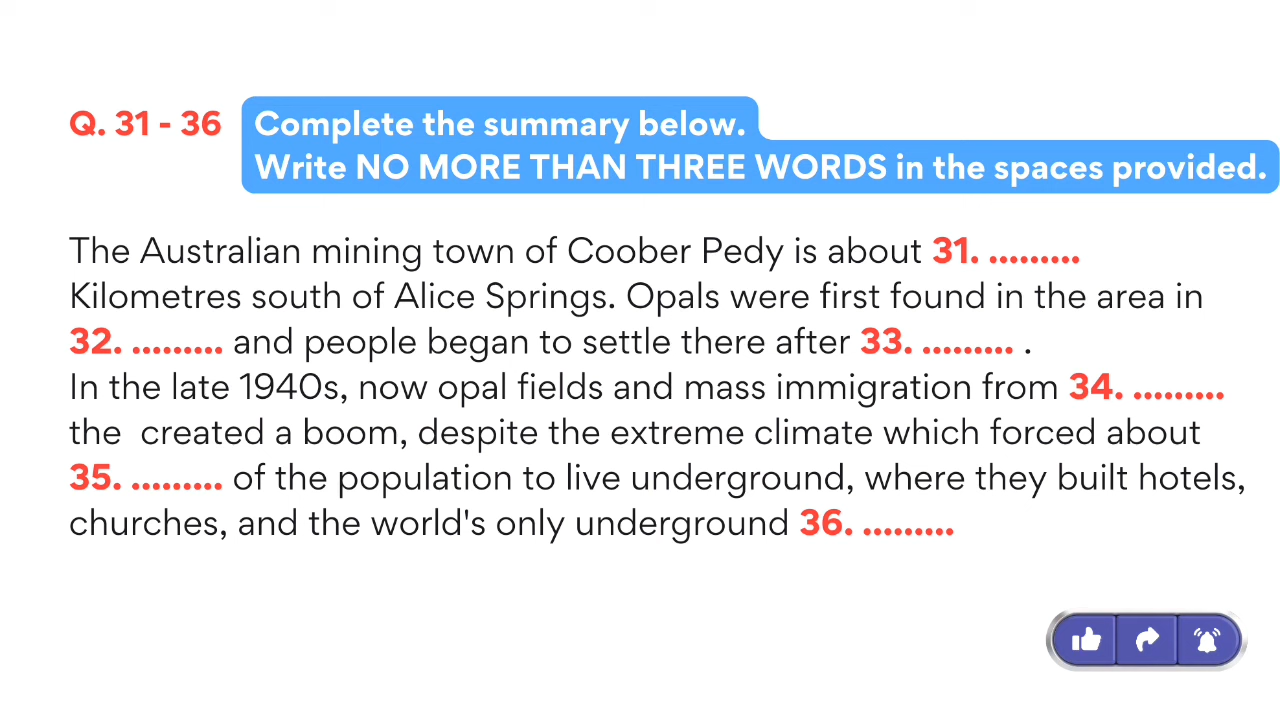 Q. 31 - 36
Complete the summary below.
Write NO MORE THAN THREE WORDS in the spaces provided.
The Australian mining town of Coober Pedy is about 31. .........
Kilometres south of Alice Springs. Opals were first found in the area in
32. ......... and people began to settle there after 33. ......... .
In the late 1940s, now opal fields and mass immigration from 34. .........
the  created a boom, despite the extreme climate which forced about
35. ......... of the population to live underground, where they built hotels,
churches, and the world's only underground 36. .........